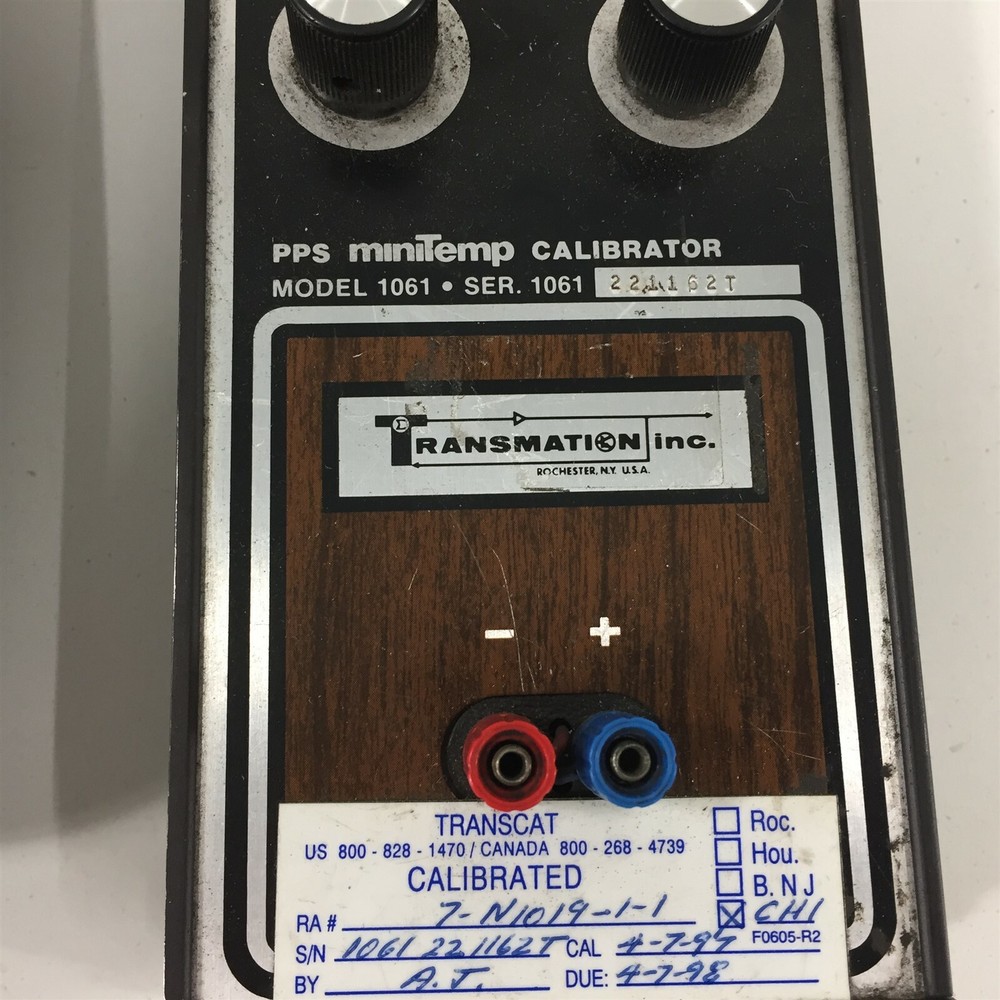 PPS miniTemp CALIBRATOR
MODEL 1061 • SER. 1061 221162T
TRANSMATION inc.
ROCHESTER, N.Y. U.S.A.
- +
TRANSCAT
US 800 - 828 - 1470 / CANADA 800 - 268 - 4739
CALIBRATED
Roc.
Hou.
B. N J
CHI
RA # 7-N1019-1-1
F0605-R2
S/N 1061 221162T CAL 4-7-97
BY A.J. DUE: 4-7-98